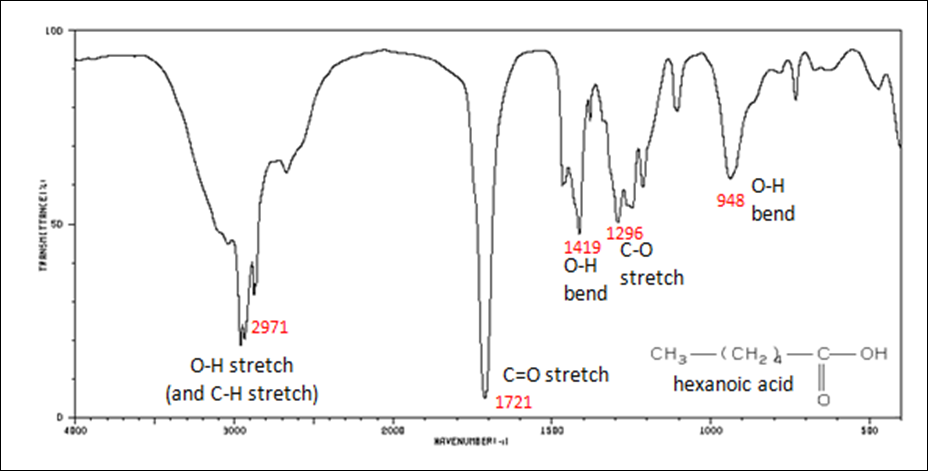 100
50
0
TRANSMITTANCE(%)
4000
3000
2000
1500
1000
500
HAVENUMBER(-1)
2971
O-H stretch
(and C-H stretch)
C=O stretch
1721
1419
O-H
bend
1296
C-O
stretch
948
O-H
bend
CH3—(CH2)4—C—OH
O
hexanoic acid